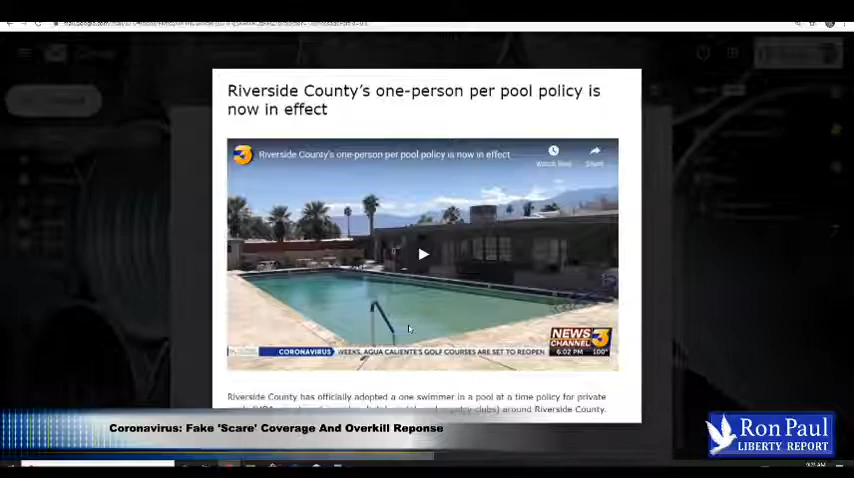 Riverside County's one-person per pool policy is
now in effect
Riverside County's one-person per pool policy is now in effect
Share
NEWS 3
CHANNEL
CORONAVIRUS WEEKS, AGUA CALIENTE'S GOLF COURSES ARE SET TO REOPEN 6:02 PM 100°
Riverside County has officially adopted a one swimmer in a pool at a time policy for private
clubs) around Riverside County.
Coronavirus: Fake 'Scare' Coverage And Overkill Reponse
Ron Paul
LIBERTY REPORT